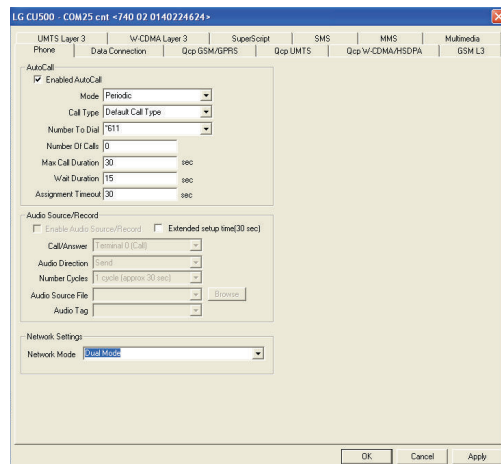 LG CU500 - COM25 cnt <740 02 0140224624>
UMTS Layer 3 W-CDMA Layer 3 SuperScript SMS MMS Multimedia
Phone Data Connection Qcp GSM/GPRS Qcp UMTS Qcp W-CDMA/HSDPA GSM L3
AutoCall
Enabled AutoCall
Mode Periodic
Call Type Default Call Type
Number To Dial *611
Number Of Calls 0
Max Call Duration 30 sec
Wait Duration 15 sec
Assignment Timeout 30 sec
Audio Source/Record
Enable Audio Source/Record Extended setup time(30 sec)
Call/Answer Terminal 0 (Call)
Audio Direction Send
Number Cycles 1 cycle (approx 30 sec)
Audio Source File Browse
Audio Tag
Network Settings
Network Mode Dual Mode
OK Cancel Apply